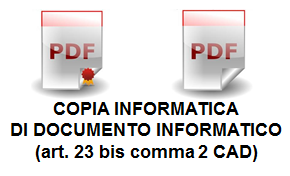 PDF PDF
COPIA INFORMATICA
DI DOCUMENTO INFORMATICO
(art. 23 bis comma 2 CAD)